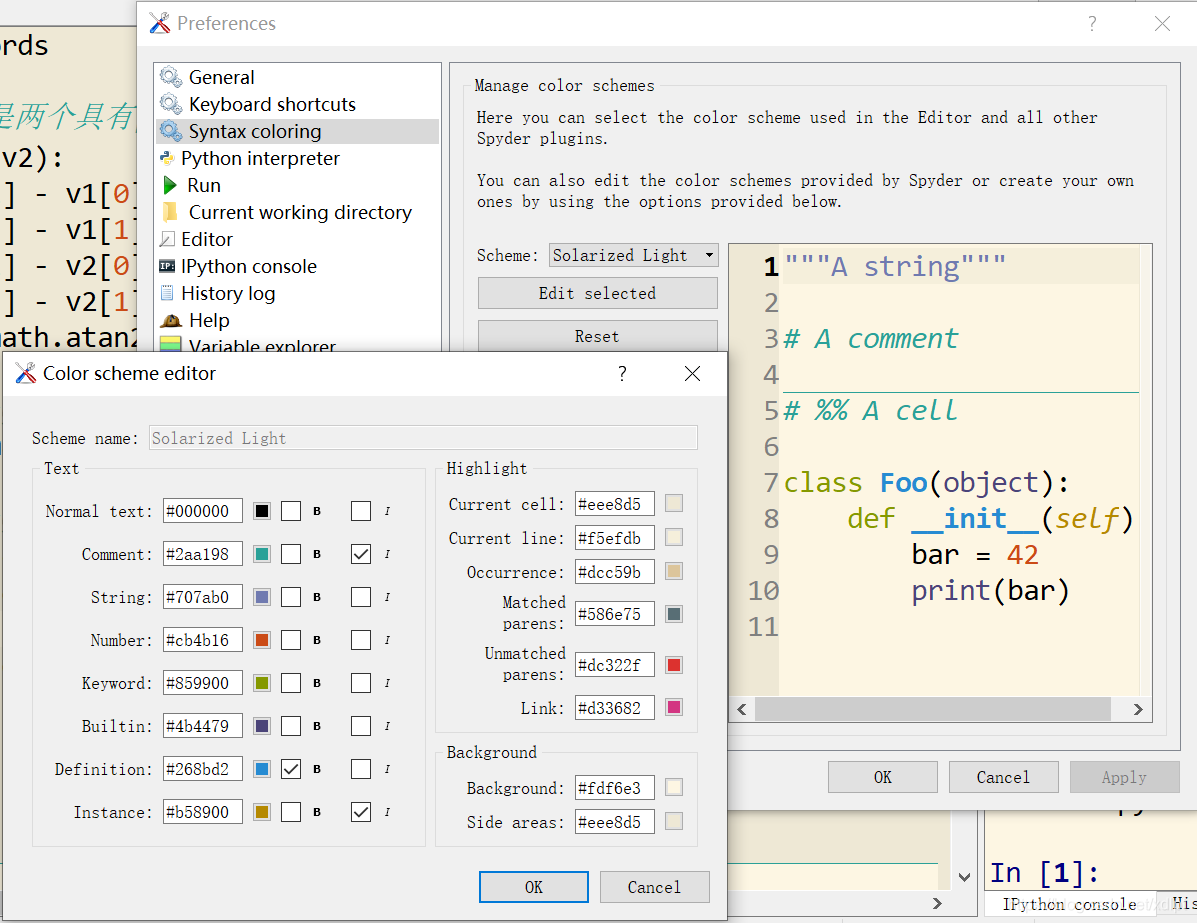 rds
Preferences
是两个具有
v2):
] - v1[0]
] - v1[1]
] - v2[0]
] - v2[1]
math.atan2
General
Keyboard shortcuts
Syntax coloring
Python interpreter
Run
Current working directory
Editor
IPython console
History log
Help
Variable explorer
Manage color schemes
Here you can select the color scheme used in the Editor and all other
Spyder plugins.
You can also edit the color schemes provided by Spyder or create your own
ones by using the options provided below.
Scheme: Solarized Light
Edit selected
Reset
1 """A string"""
2
3 # A comment
4
5 # %% A cell
6
7 class Foo(object):
8 def __init__(self)
9 bar = 42
10 print(bar)
11
OK Cancel Apply
Color scheme editor
Scheme name: Solarized Light
Text
Normal text: #000000 B I
Comment: #2aa198 B I
String: #707ab0 B I
Number: #cb4b16 B I
Keyword: #859900 B I
Builtin: #4b4479 B I
Definition: #268bd2 B I
Instance: #b58900 B I
Highlight
Current cell: #eee8d5
Current line: #f5efdb
Occurrence: #dcc59b
Matched
parens: #586e75
Unmatched
parens: #dc322f
Link: #d33682
Background
Background: #fdf6e3
Side areas: #eee8d5
OK Cancel
In [1]:
IPython console His